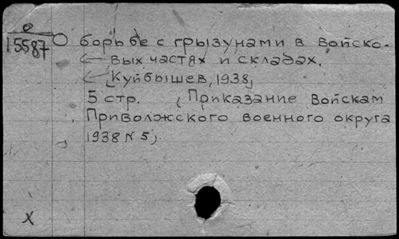 О
15587
О борьбе с грызунами в войско-
вых частях и складах.
[Куйбышев, 1938]
5 стр. (Приказание войскам
Приволжского военного округа
1938 N 5)
X